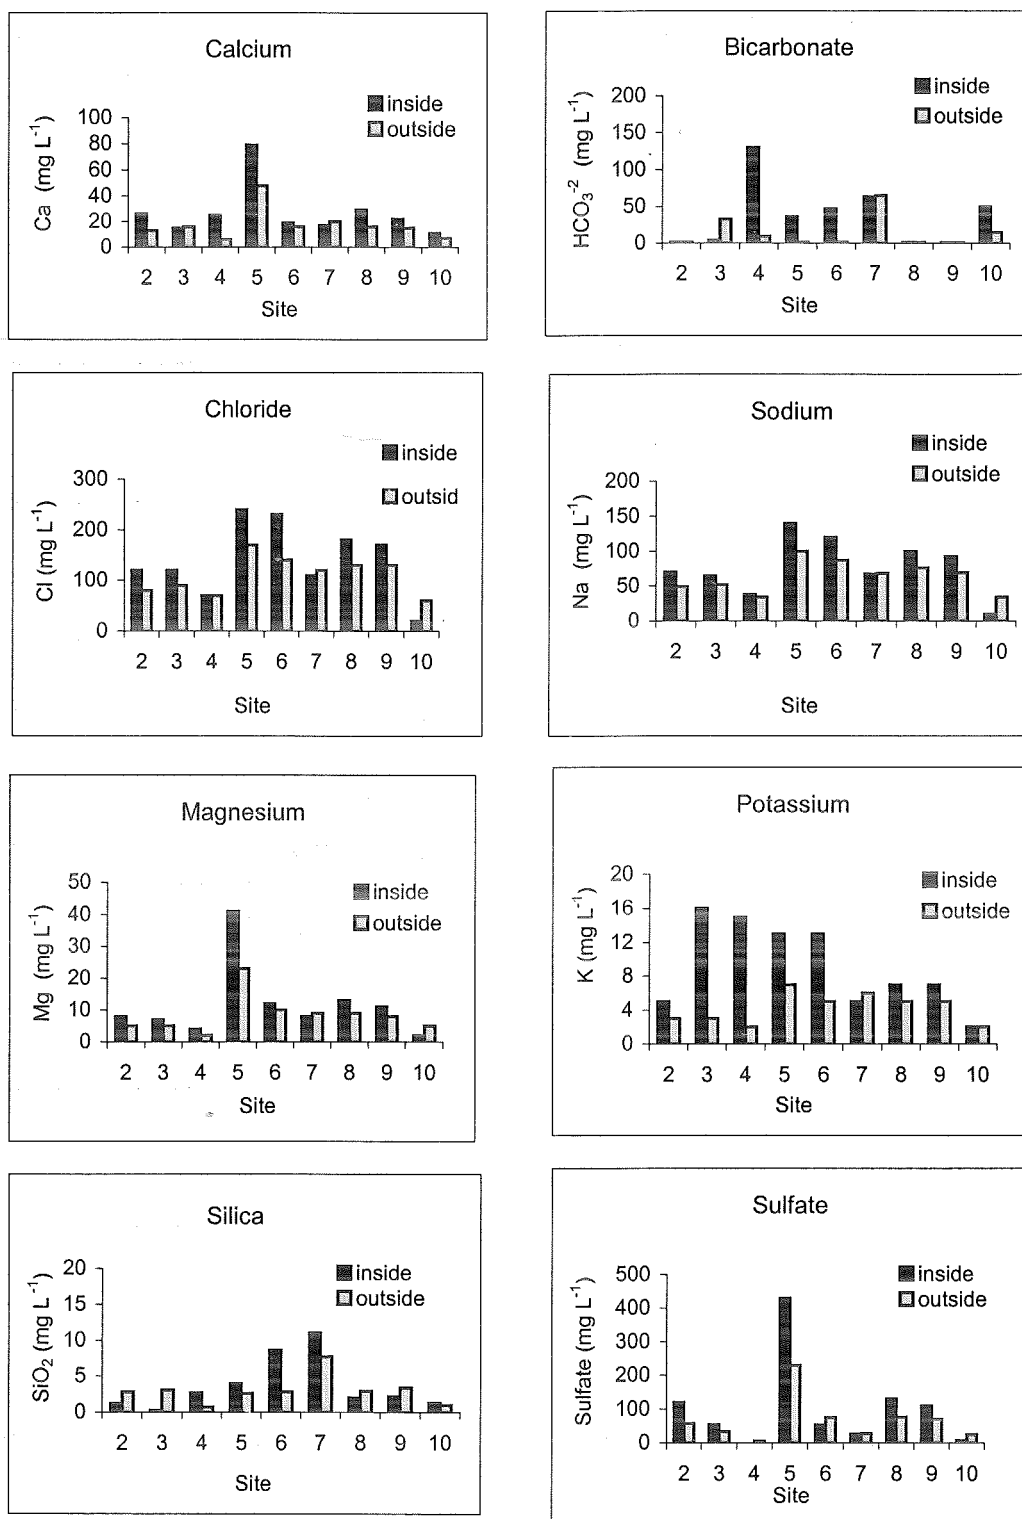 Calcium
inside
outside
100
80
60
40
20
0
Ca (mg L⁻¹)
2 3 4 5 6 7 8 9 10
Site
Bicarbonate
inside
outside
200
150
100
50
0
HCO₃⁻² (mg L⁻¹)
2 3 4 5 6 7 8 9 10
Site
Chloride
inside
outsid
300
200
100
0
Cl (mg L⁻¹)
2 3 4 5 6 7 8 9 10
Site
Sodium
inside
outside
200
150
100
50
0
Na (mg L⁻¹)
2 3 4 5 6 7 8 9 10
Site
Magnesium
inside
outside
50
40
30
20
10
0
Mg (mg L⁻¹)
2 3 4 5 6 7 8 9 10
Site
Potassium
inside
outside
20
16
12
8
4
0
K (mg L⁻¹)
2 3 4 5 6 7 8 9 10
Site
Silica
inside
outside
20
15
10
5
0
SiO₂ (mg L⁻¹)
2 3 4 5 6 7 8 9 10
Site
Sulfate
inside
outside
500
400
300
200
100
0
Sulfate (mg L⁻¹)
2 3 4 5 6 7 8 9 10
Site